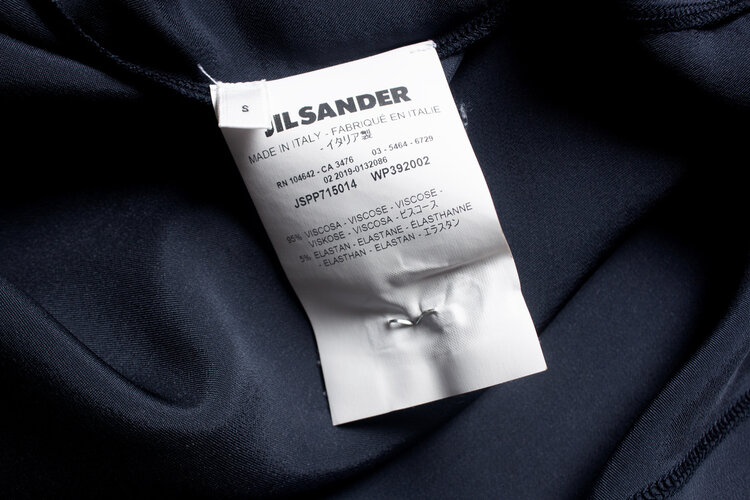 S
JIL SANDER
MADE IN ITALY - FABRIQUÉ EN ITALIE
- イタリア製
RN 104642 - CA 3476 03 - 5464 - 6729
02 2019-0132086
JSPP715014 WP392002
95% VISCOSA - VISCOSE - VISCOSE -
VISKOSE - VISCOSA - ビスコース
5% ELASTAN - ELASTANE - ELASTHANNE
- ELASTHAN - ELASTAN - エラスタン